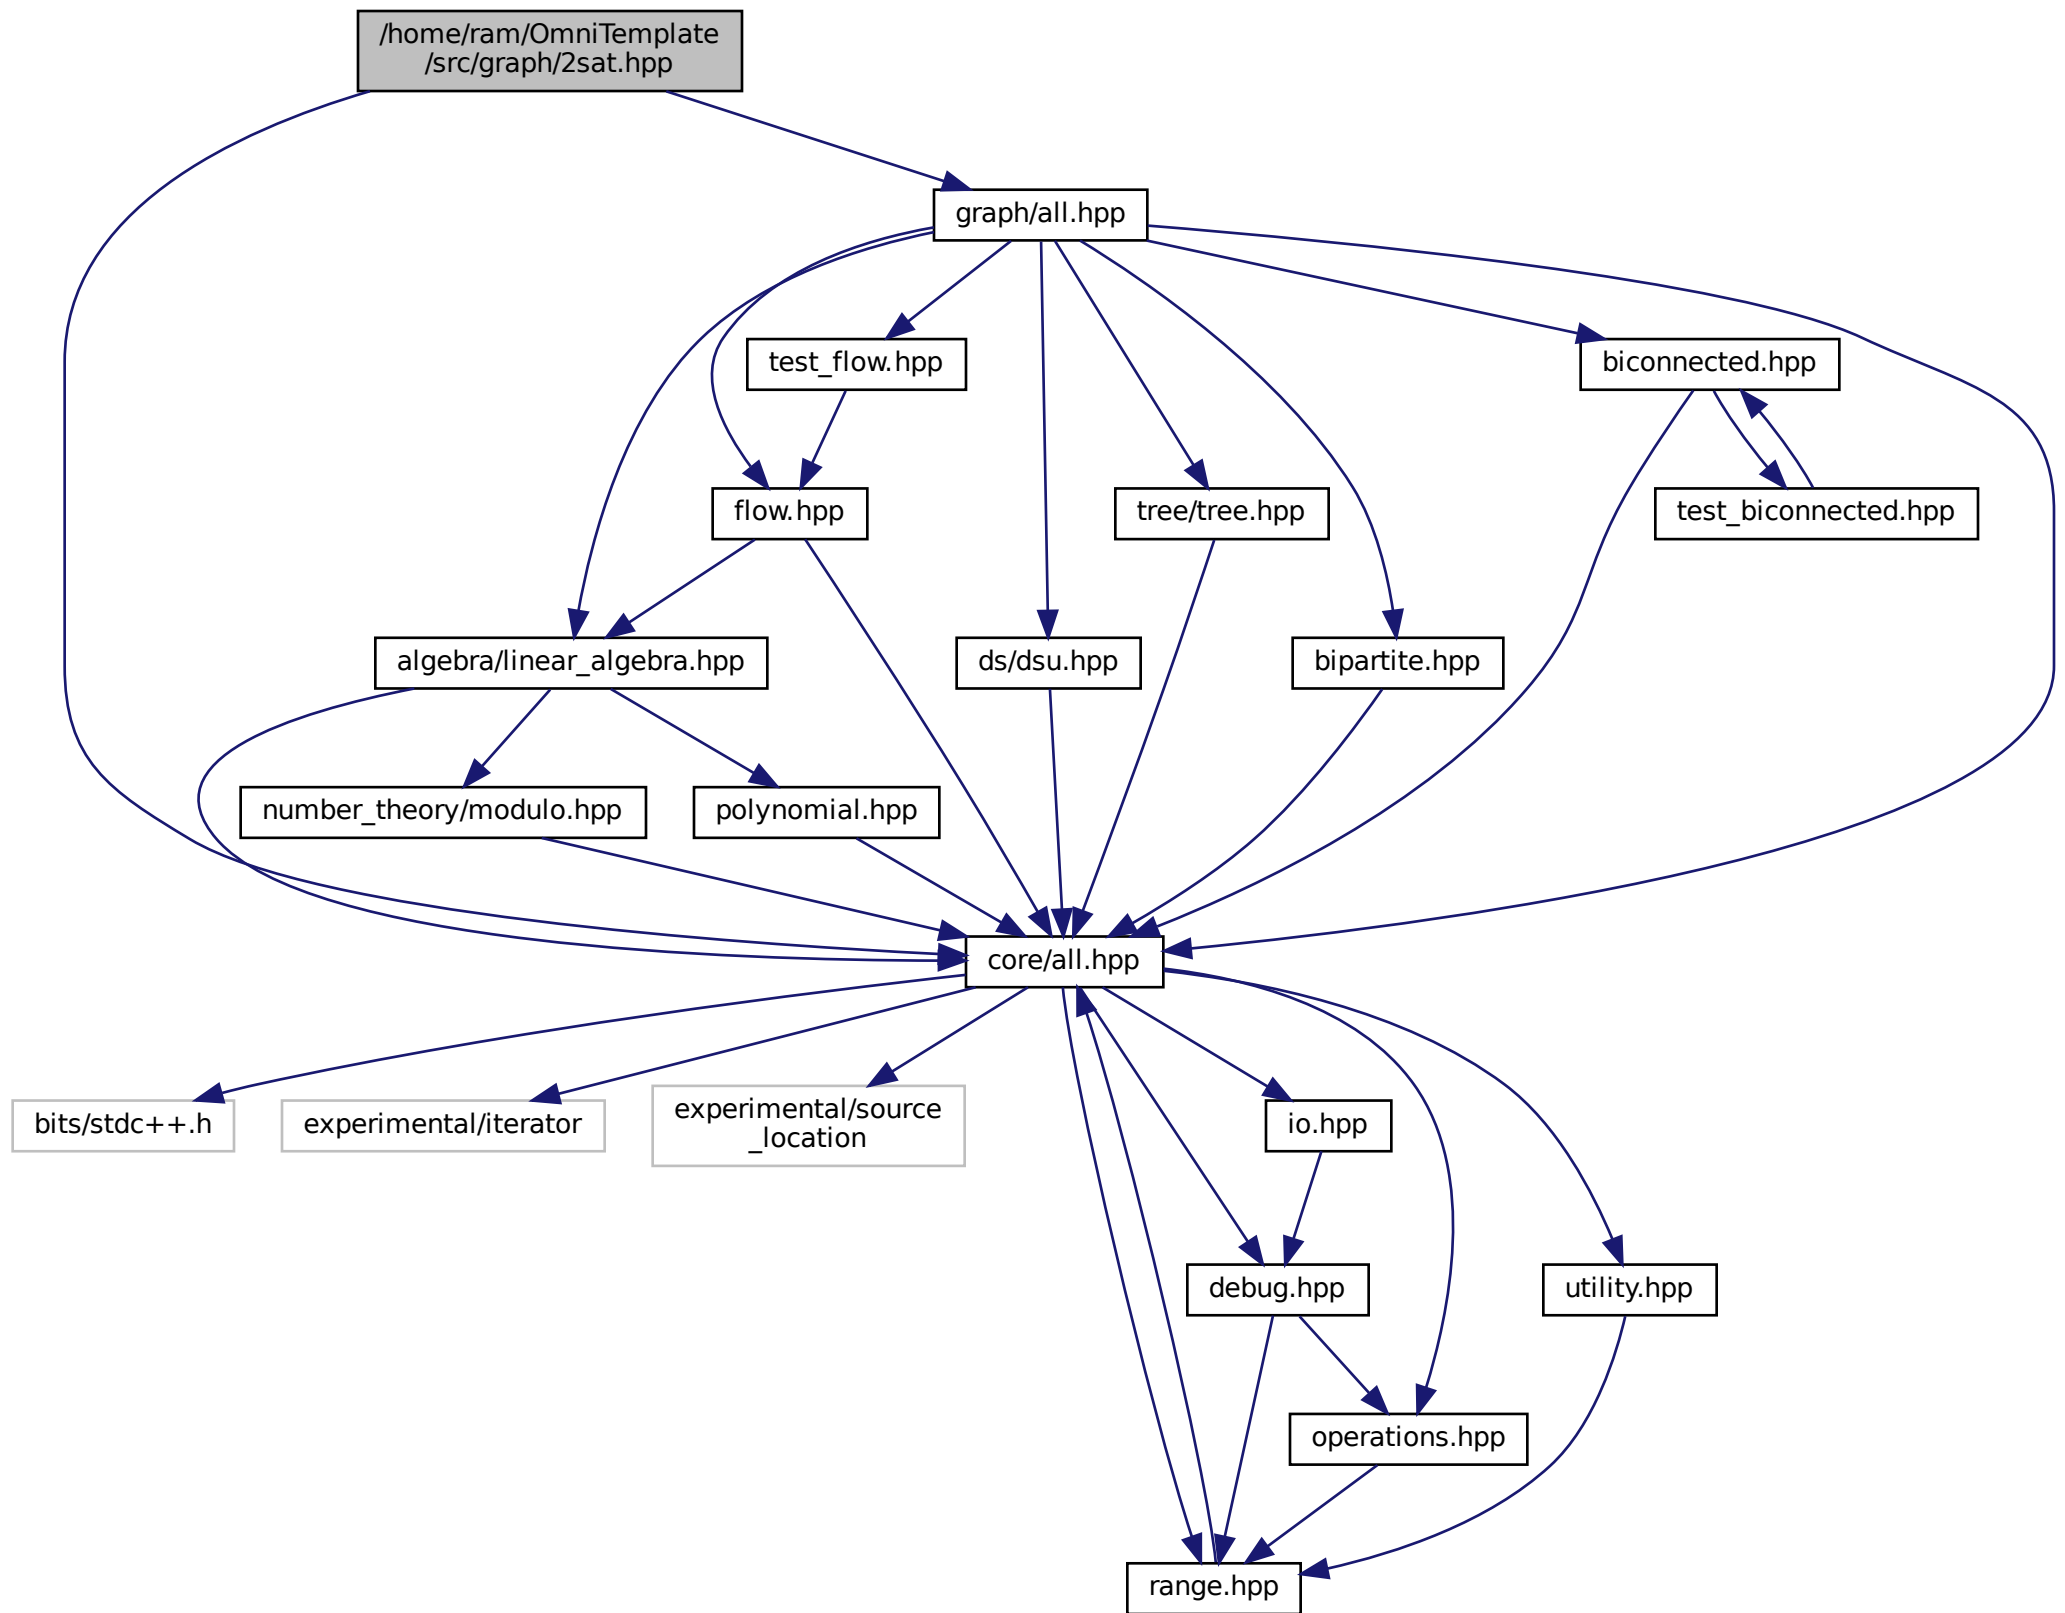 /home/ram/OmniTemplate
/src/graph/2sat.hpp
graph/all.hpp
test_flow.hpp
biconnected.hpp
flow.hpp
tree/tree.hpp
test_biconnected.hpp
algebra/linear_algebra.hpp
ds/dsu.hpp
bipartite.hpp
number_theory/modulo.hpp
polynomial.hpp
core/all.hpp
bits/stdc++.h
experimental/iterator
experimental/source
_location
io.hpp
debug.hpp
utility.hpp
operations.hpp
range.hpp